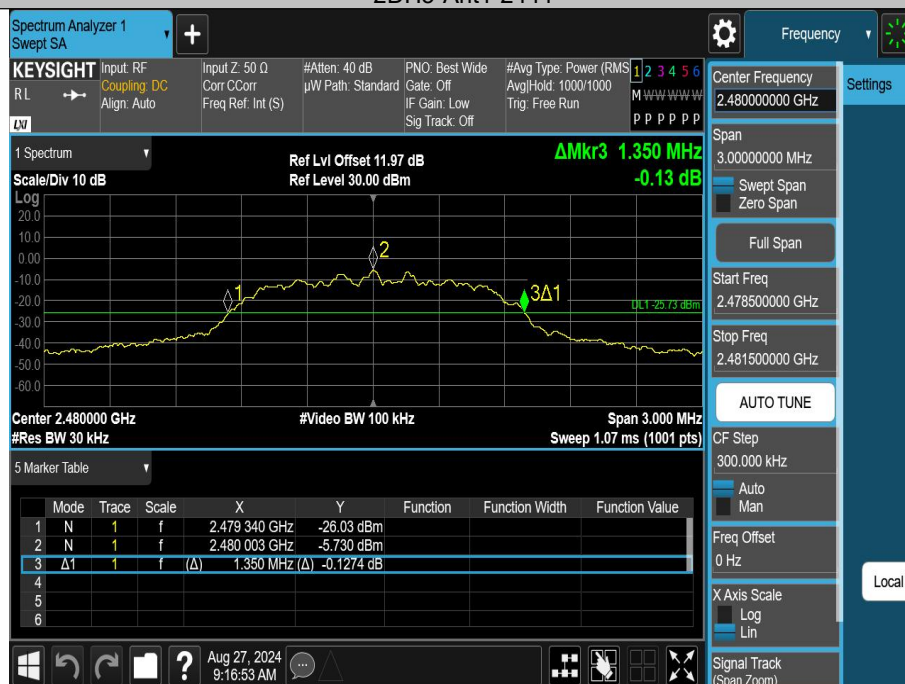 Spectrum Analyzer 1
Swept SA
Frequency
KEYSIGHT
RL
LXI
Input: RF
Coupling: DC
Align: Auto
Input Z: 50 Ω
Corr CCorr
Freq Ref: Int (S)
#Atten: 40 dB
µW Path: Standard
PNO: Best Wide
Gate: Off
IF Gain: Low
Sig Track: Off
#Avg Type: Power (RMS
Avg|Hold: 1000/1000
Trig: Free Run
1 2 3 4 5 6
M W W W W W
P P P P P P
Center Frequency
2.480000000 GHz
Settings
Span
3.00000000 MHz
Swept Span
Zero Span
Full Span
Start Freq
2.478500000 GHz
Stop Freq
2.481500000 GHz
AUTO TUNE
CF Step
300.000 kHz
Auto
Man
Freq Offset
0 Hz
X Axis Scale
Log
Lin
Signal Track
(Span Zoom)
Local
1 Spectrum
Scale/Div 10 dB
Ref Lvl Offset 11.97 dB
Ref Level 30.00 dBm
ΔMkr3 1.350 MHz
-0.13 dB
Log
20.0
10.0
0.00
-10.0
-20.0
-30.0
-40.0
-50.0
-60.0
1
2
3Δ1
DL1 -25.73 dBm
Center 2.480000 GHz
#Video BW 100 kHz
Span 3.000 MHz
#Res BW 30 kHz
Sweep 1.07 ms (1001 pts)
5 Marker Table
Mode Trace Scale X Y Function Function Width Function Value
1 N 1 f 2.479 340 GHz -26.03 dBm
2 N 1 f 2.480 003 GHz -5.730 dBm
3 Δ1 1 f (Δ) 1.350 MHz (Δ) -0.1274 dB
4
5
6
Aug 27, 2024
9:16:53 AM